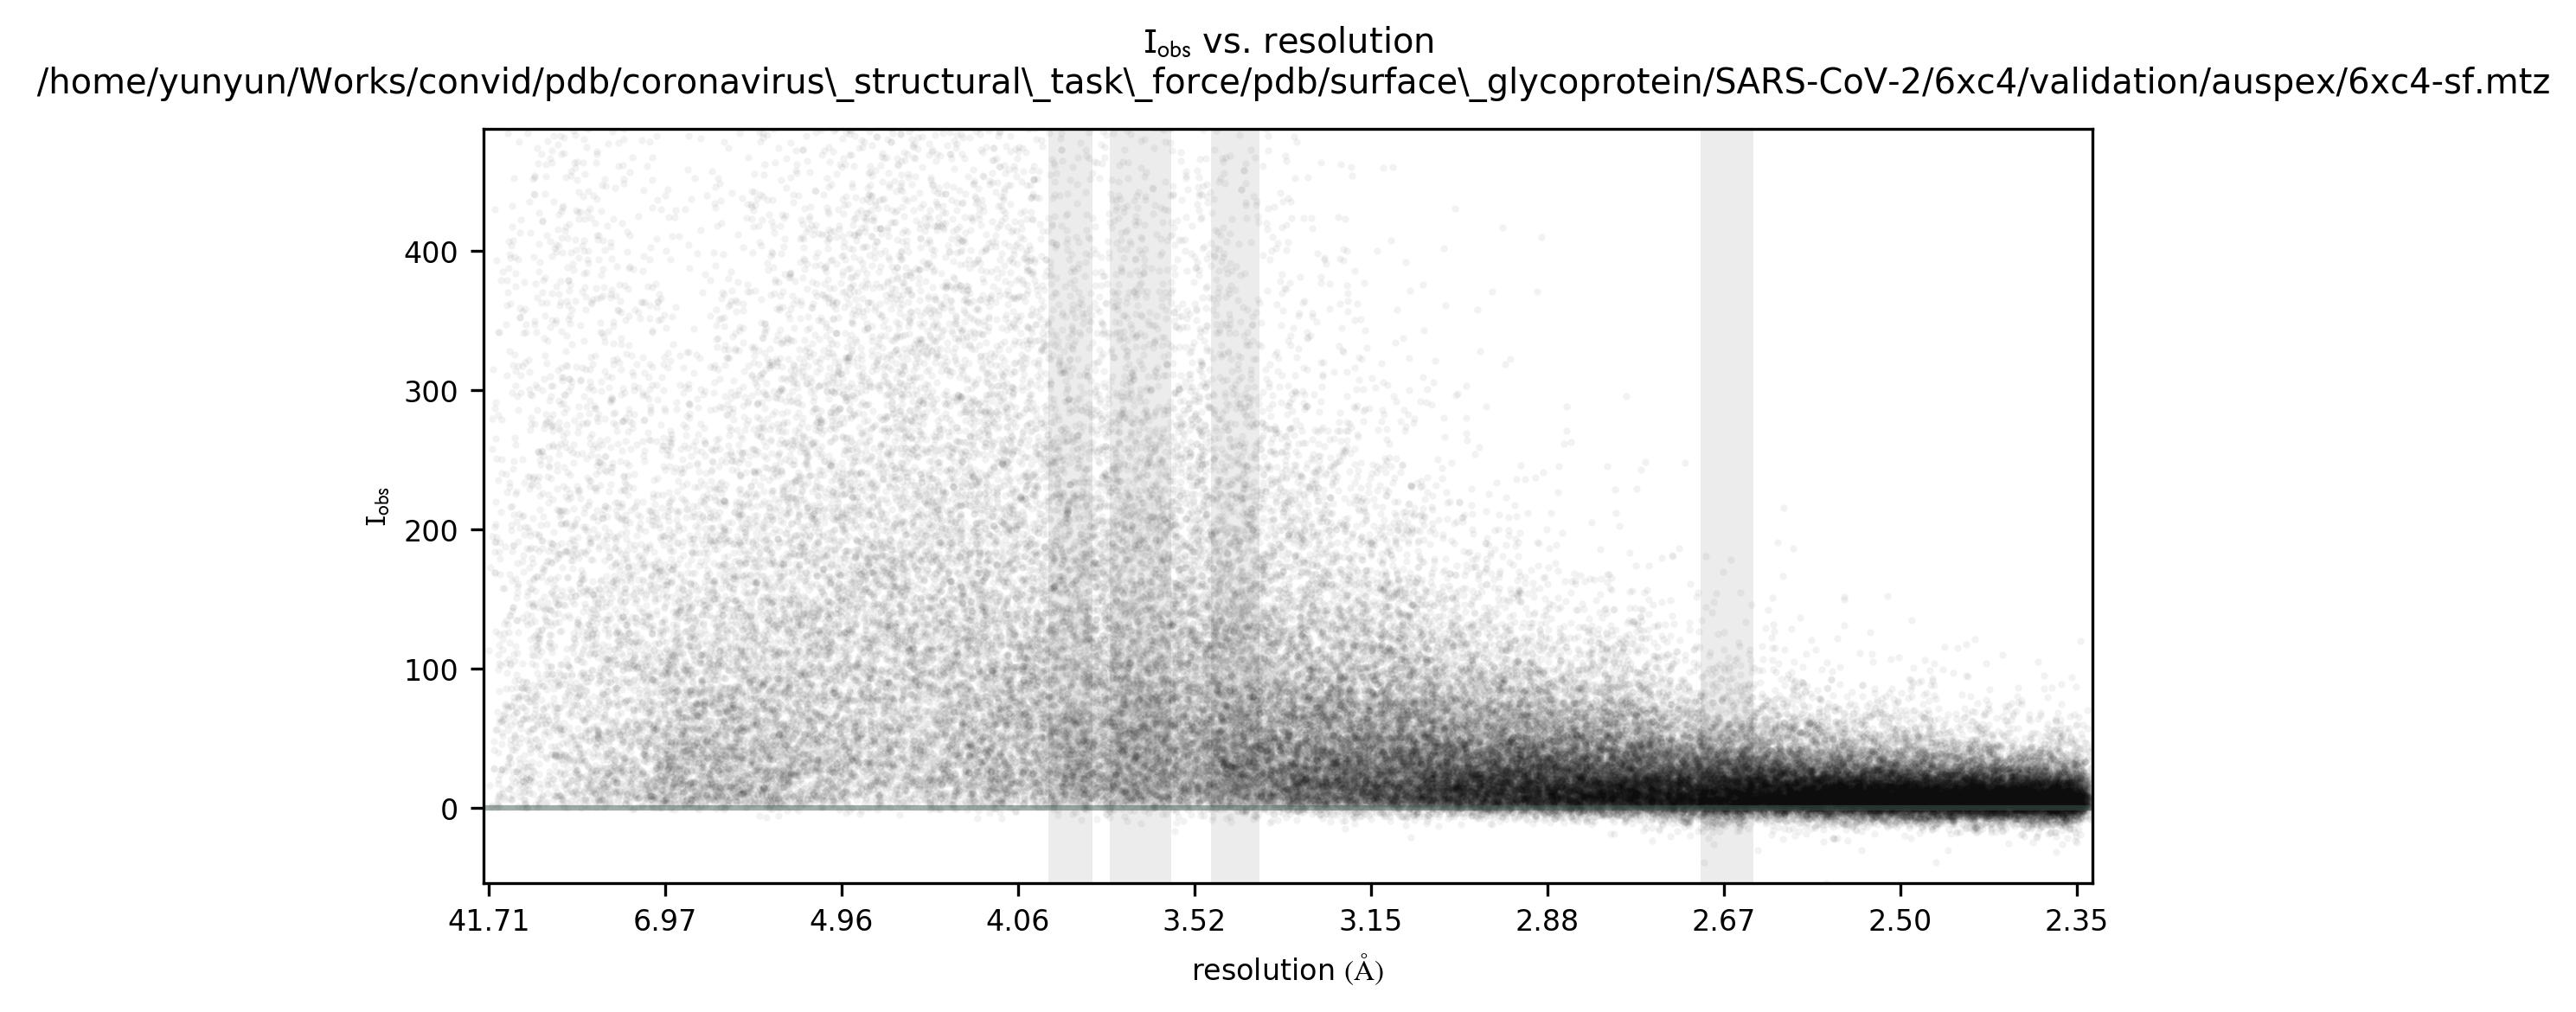 Iobs vs. resolution
/home/yunyun/Works/convid/pdb/coronavirus\_structural\_task\_force/pdb/surface\_glycoprotein/SARS-CoV-2/6xc4/validation/auspex/6xc4-sf.mtz
400
300
200
100
0
Iobs
41.71 6.97 4.96 4.06 3.52 3.15 2.88 2.67 2.50 2.35
resolution (Å)